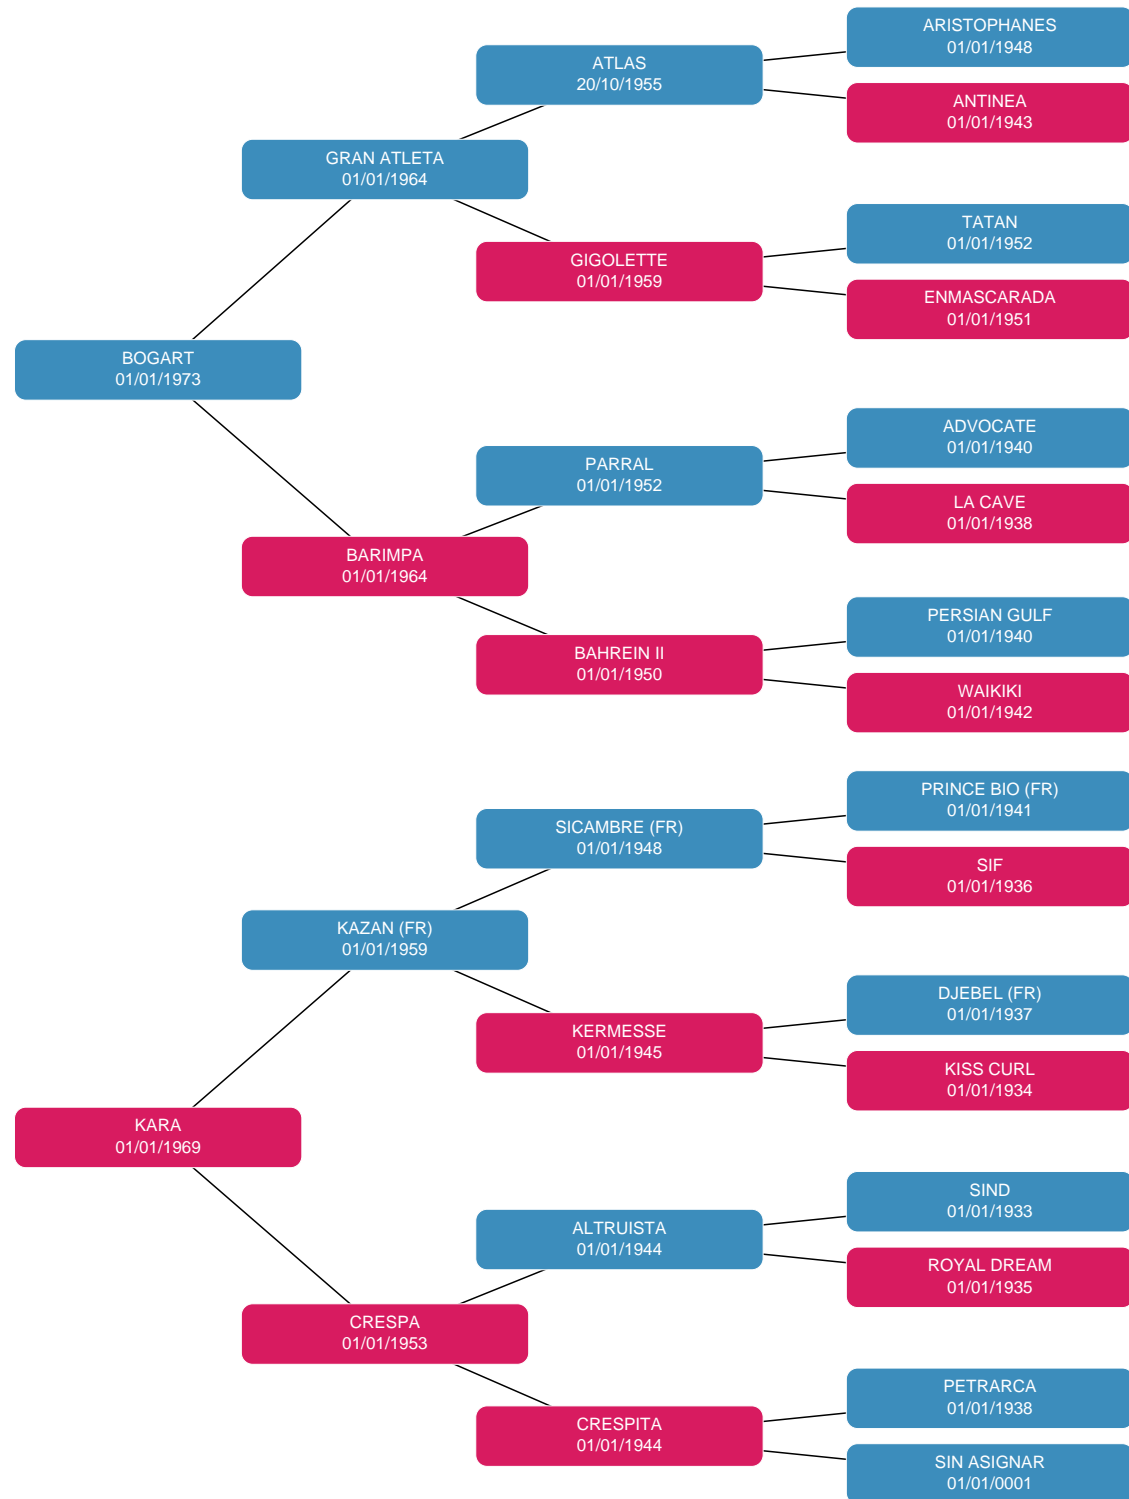 ARISTOPHANES
01/01/1948
ATLAS
20/10/1955
ANTINEA
01/01/1943
GRAN ATLETA
01/01/1964
TATAN
01/01/1952
GIGOLETTE
01/01/1959
ENMASCARADA
01/01/1951
BOGART
01/01/1973
ADVOCATE
01/01/1940
PARRAL
01/01/1952
LA CAVE
01/01/1938
BARIMPA
01/01/1964
PERSIAN GULF
01/01/1940
BAHREIN II
01/01/1950
WAIKIKI
01/01/1942
PRINCE BIO (FR)
01/01/1941
SICAMBRE (FR)
01/01/1948
SIF
01/01/1936
KAZAN (FR)
01/01/1959
DJEBEL (FR)
01/01/1937
KERMESSE
01/01/1945
KISS CURL
01/01/1934
KARA
01/01/1969
SIND
01/01/1933
ALTRUISTA
01/01/1944
ROYAL DREAM
01/01/1935
CRESPA
01/01/1953
PETRARCA
01/01/1938
CRESPITA
01/01/1944
SIN ASIGNAR
01/01/0001